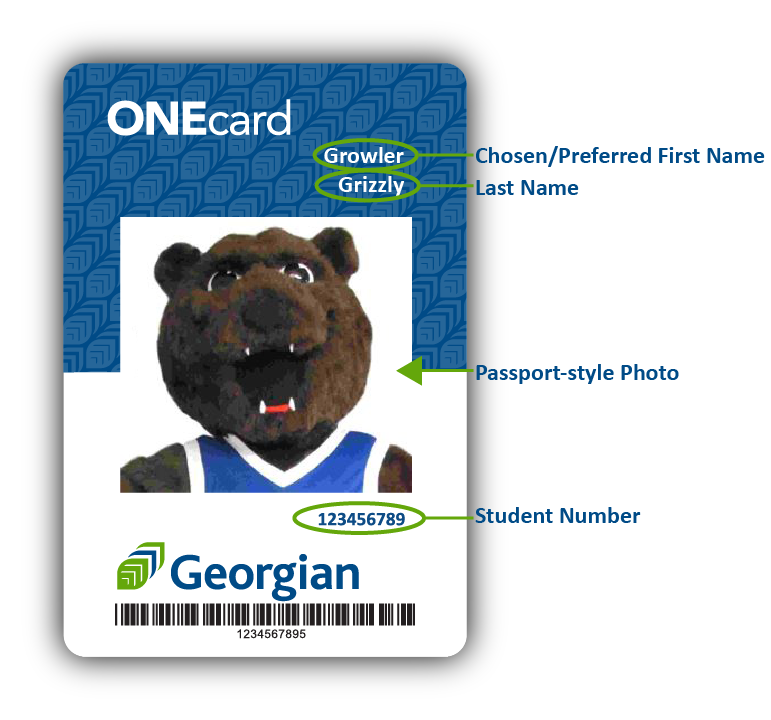 ONEcard
Growler
Chosen/Preferred First Name
Grizzly
Last Name
Passport-style Photo
123456789
Student Number
Georgian
1234567895